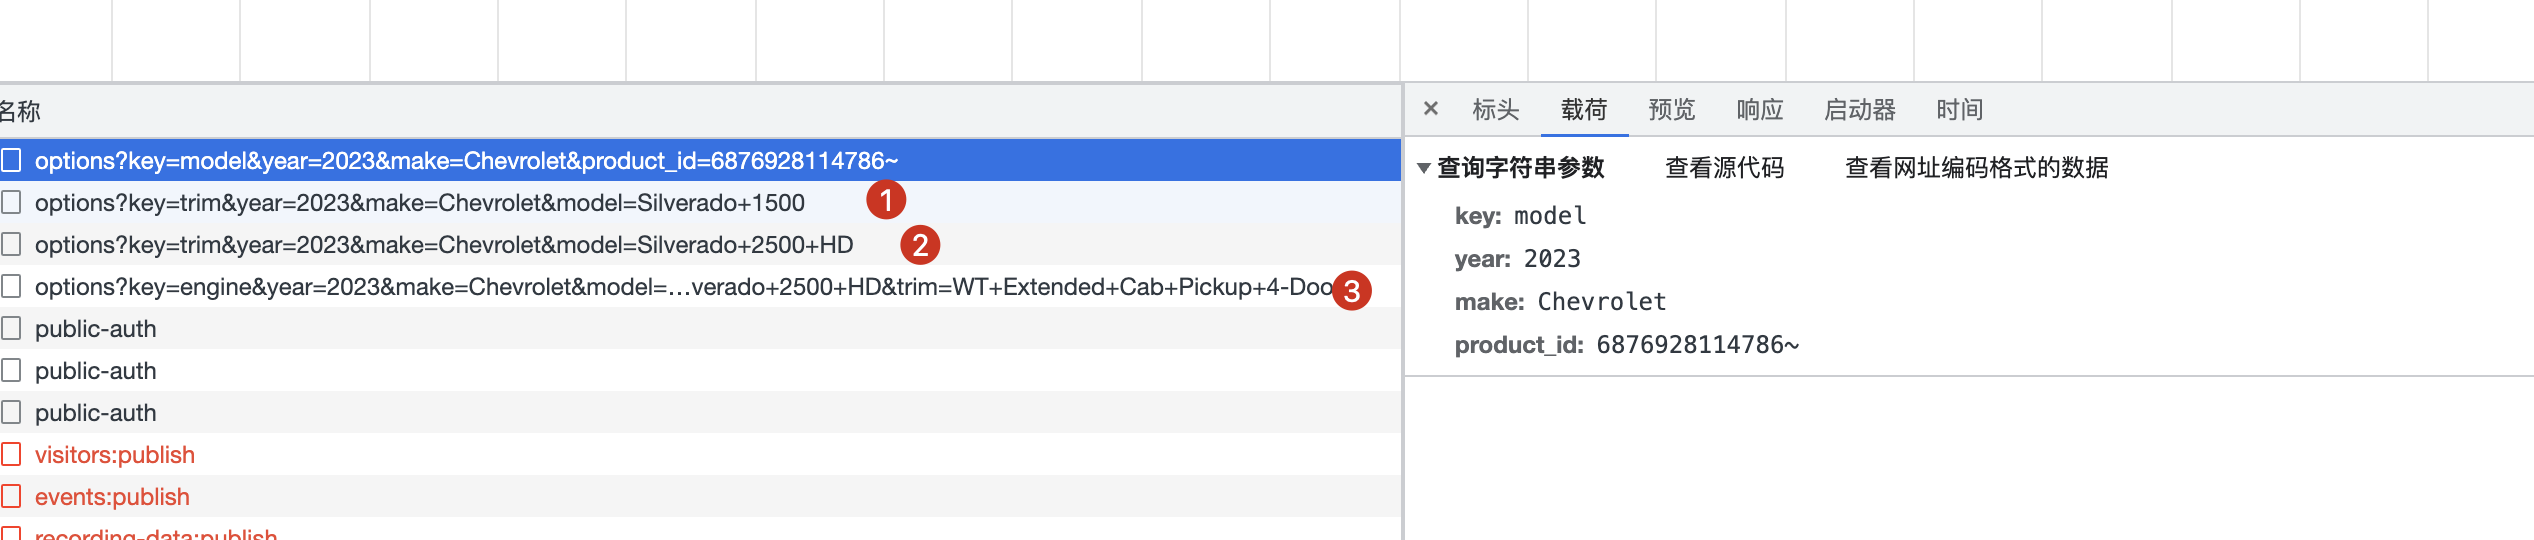 名称
options?key=model&year=2023&make=Chevrolet&product_id=6876928114786~
options?key=trim&year=2023&make=Chevrolet&model=Silverado+1500 1
options?key=trim&year=2023&make=Chevrolet&model=Silverado+2500+HD 2
options?key=engine&year=2023&make=Chevrolet&model=...verado+2500+HD&trim=WT+Extended+Cab+Pickup+4-Doo 3
public-auth
public-auth
public-auth
visitors:publish
events:publish
recording-data:publish
× 标头 载荷 预览 响应 启动器 时间
▼查询字符串参数 查看源代码 查看网址编码格式的数据
key: model
year: 2023
make: Chevrolet
product_id: 6876928114786~